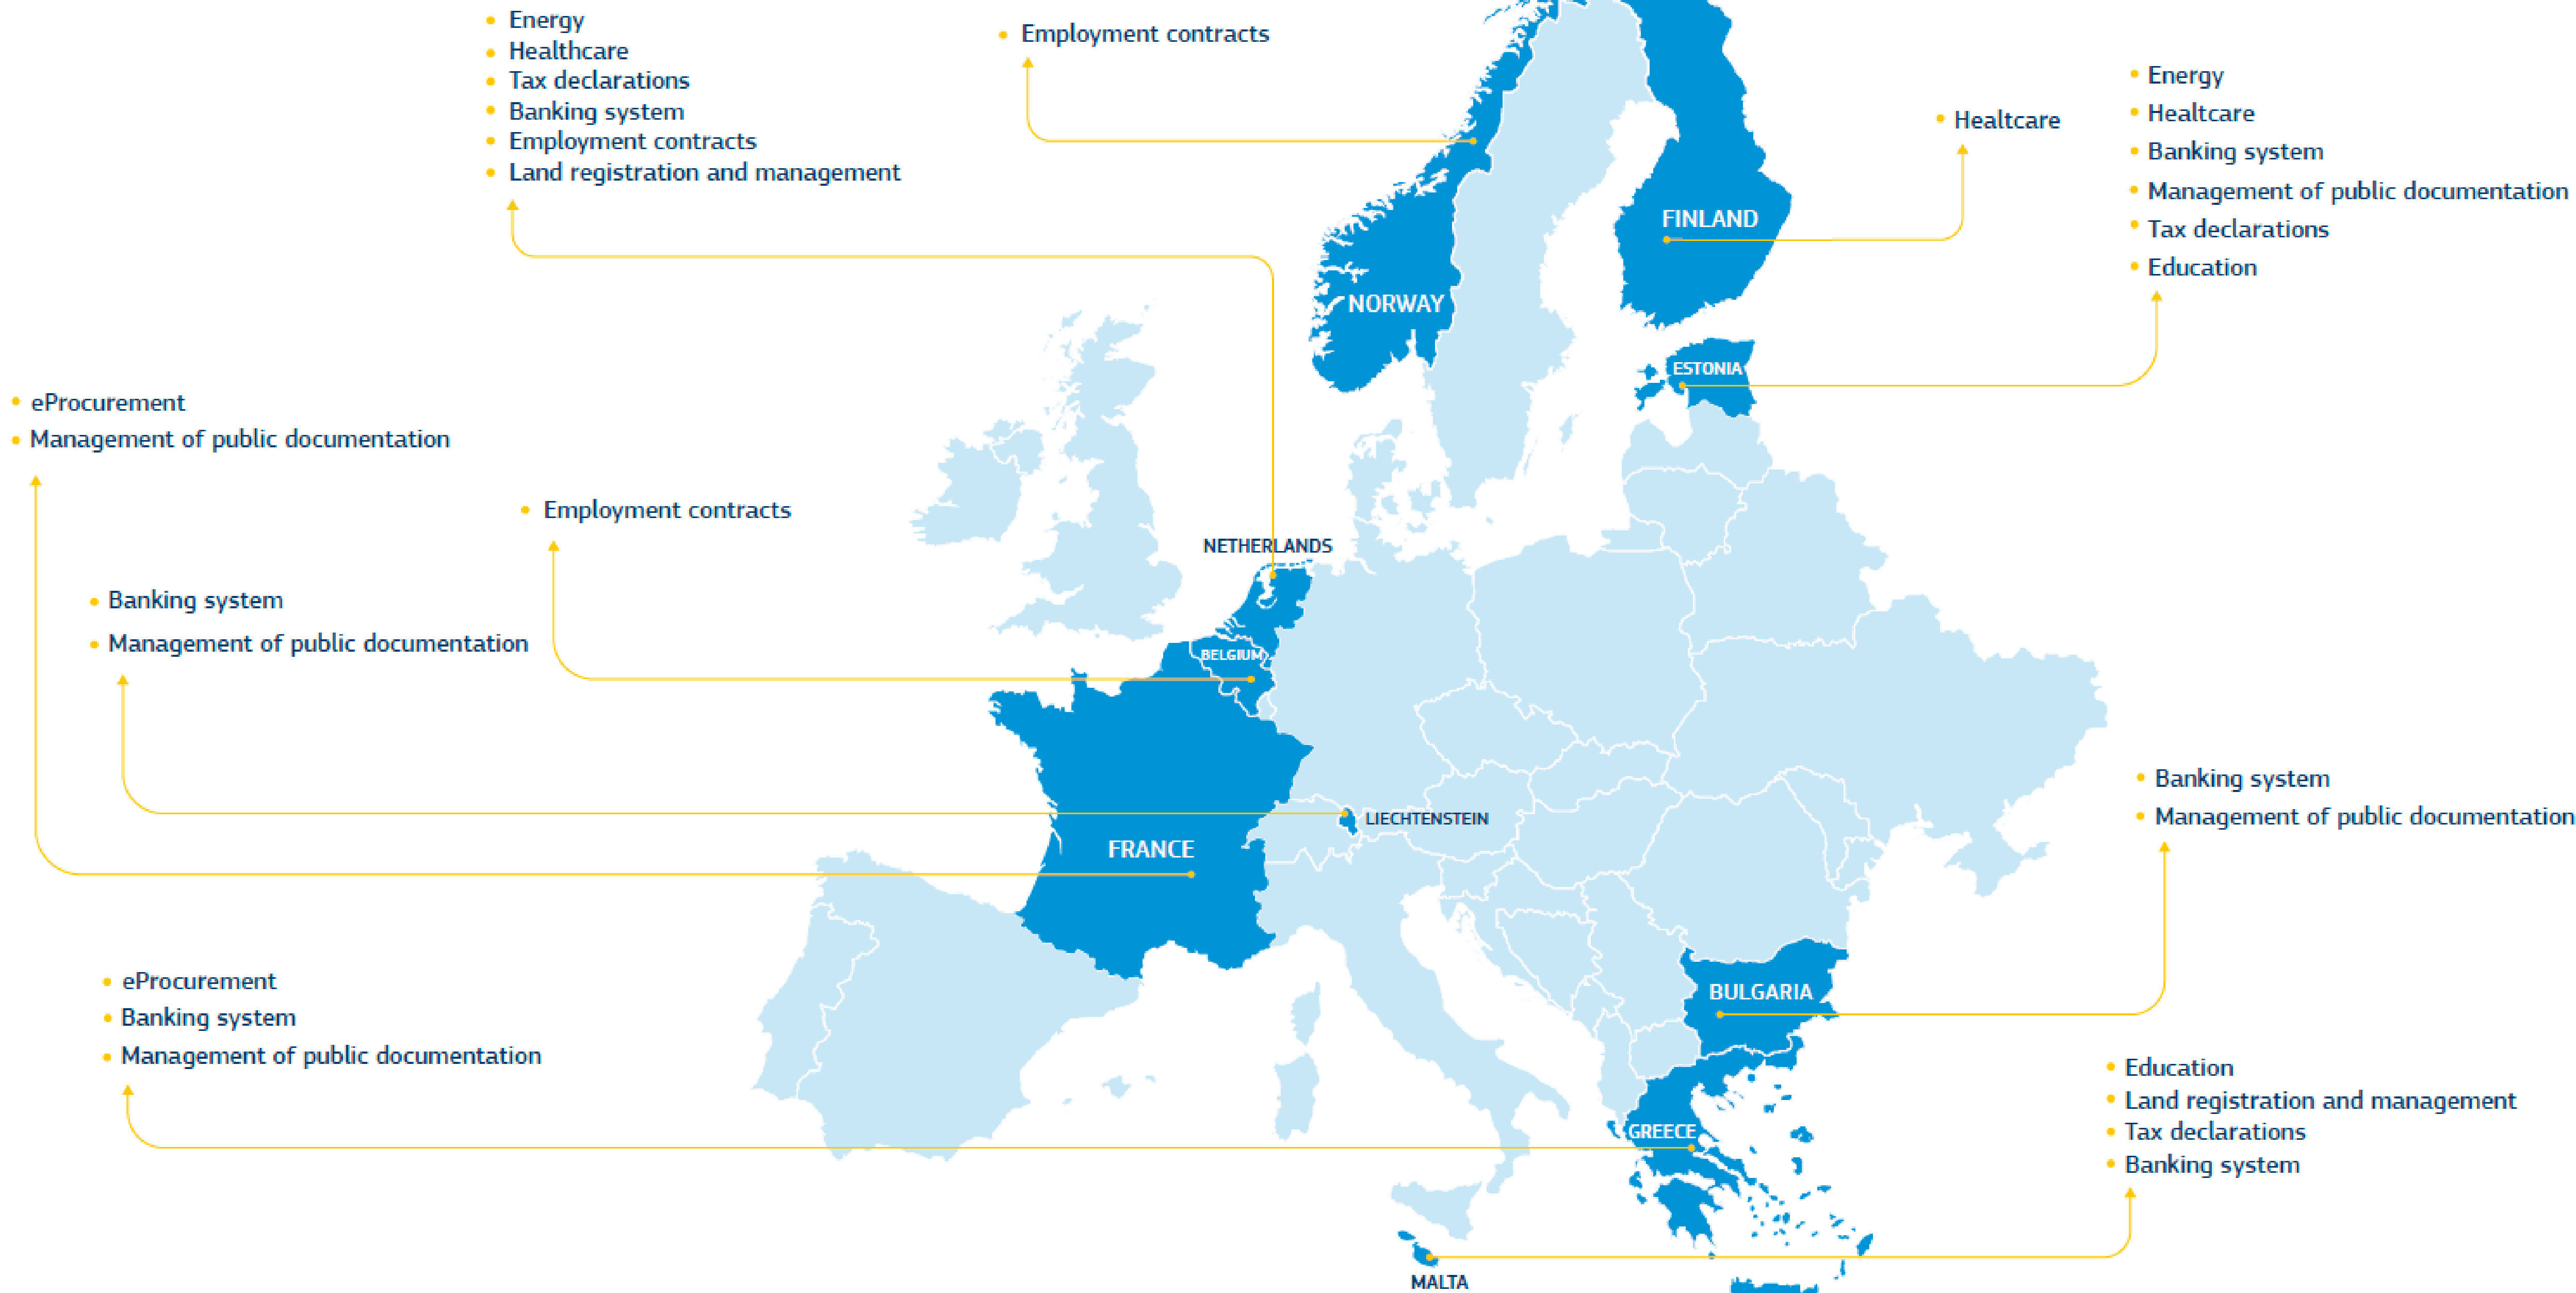 • Energy
• Healthcare
• Tax declarations
• Banking system
• Employment contracts
• Land registration and management
• Employment contracts
• Healtcare
• Energy
• Healtcare
• Banking system
• Management of public documentation
• Tax declarations
• Education
FINLAND
NORWAY
ESTONIA
• eProcurement
• Management of public documentation
• Employment contracts
NETHERLANDS
• Banking system
• Management of public documentation
BELGIUM
• Banking system
• Management of public documentation
LIECHTENSTEIN
FRANCE
• eProcurement
• Banking system
• Management of public documentation
BULGARIA
• Education
• Land registration and management
• Tax declarations
• Banking system
GREECE
MALTA